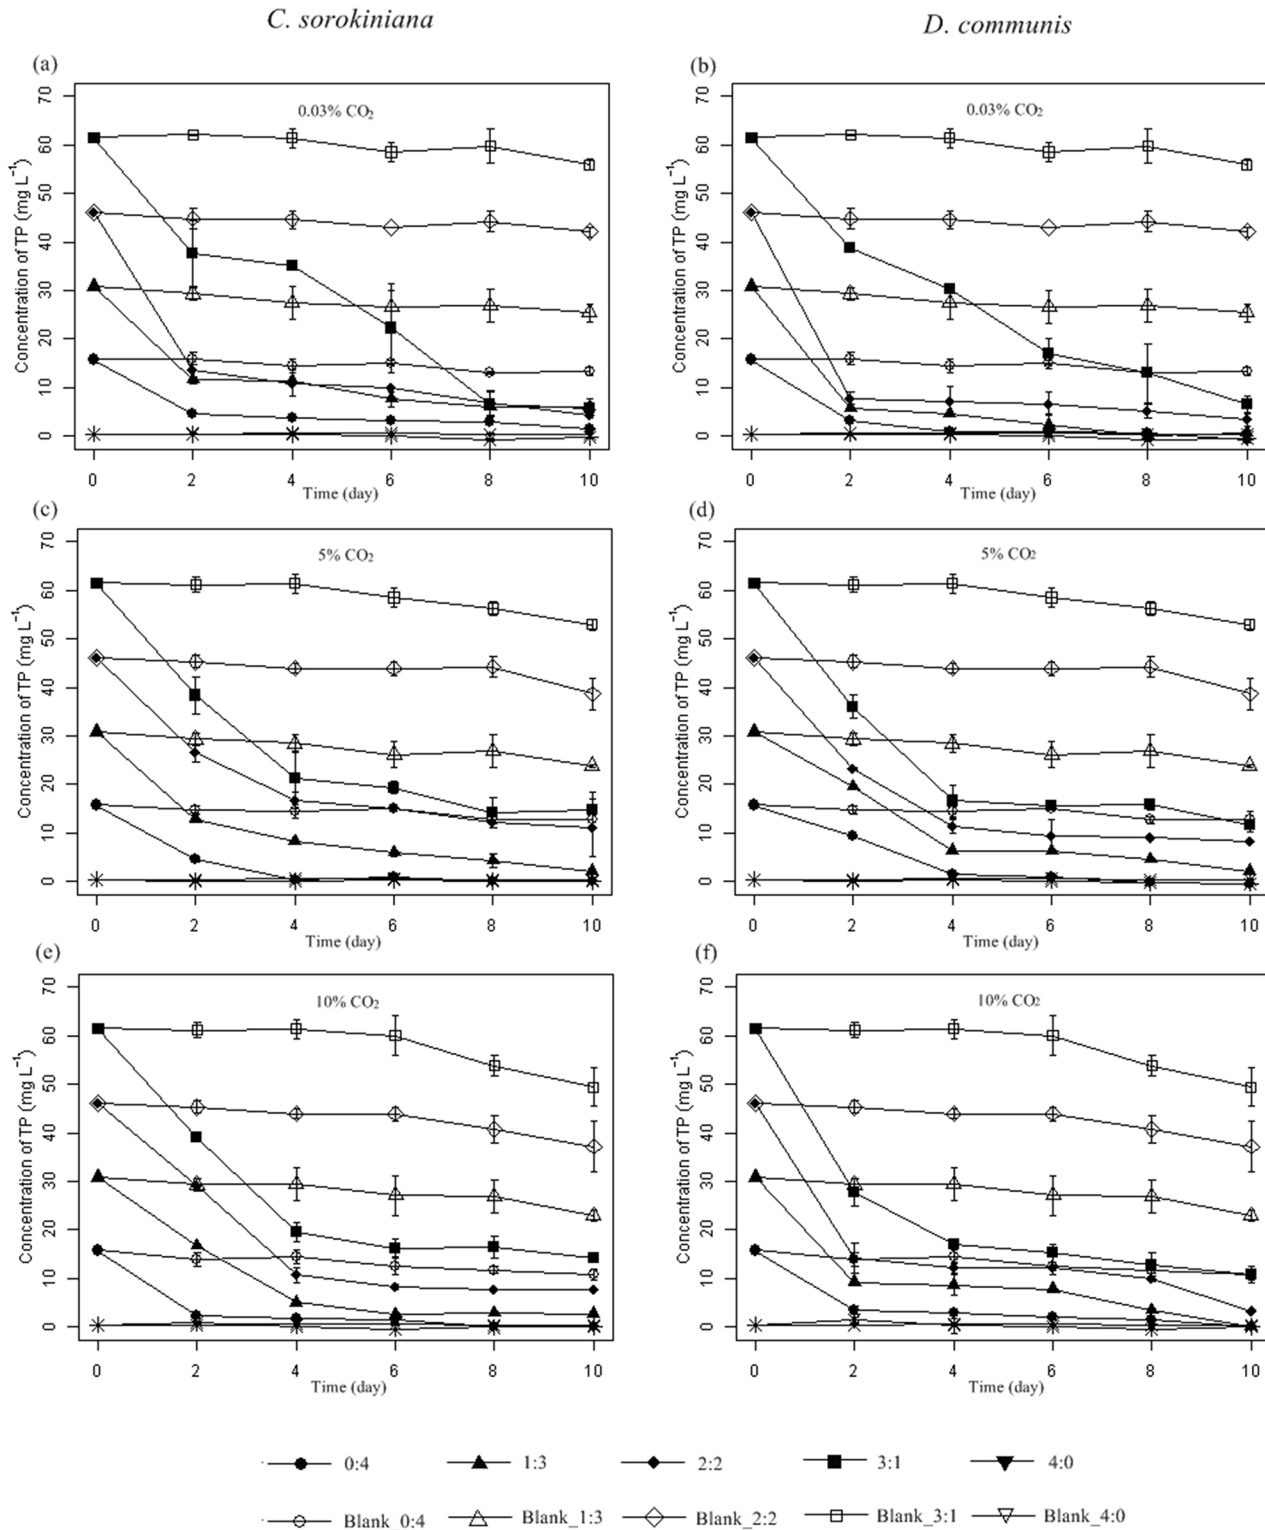 C. sorokiniana
D. communis
(a)
0.03% CO₂
Concentration of TP (mg L⁻¹)
70
60
50
40
30
20
10
0
0 2 4 6 8 10
Time (day)
(b)
0.03% CO₂
Concentration of TP (mg L⁻¹)
70
60
50
40
30
20
10
0
0 2 4 6 8 10
Time (day)
(c)
5% CO₂
Concentration of TP (mg L⁻¹)
70
60
50
40
30
20
10
0
0 2 4 6 8 10
Time (day)
(d)
5% CO₂
Concentration of TP (mg L⁻¹)
70
60
50
40
30
20
10
0
0 2 4 6 8 10
Time (day)
(e)
10% CO₂
Concentration of TP (mg L⁻¹)
70
60
50
40
30
20
10
0
0 2 4 6 8 10
Time (day)
(f)
10% CO₂
Concentration of TP (mg L⁻¹)
70
60
50
40
30
20
10
0
0 2 4 6 8 10
Time (day)
0:4 1:3 2:2 3:1 4:0
Blank_0:4 Blank_1:3 Blank_2:2 Blank_3:1 Blank_4:0